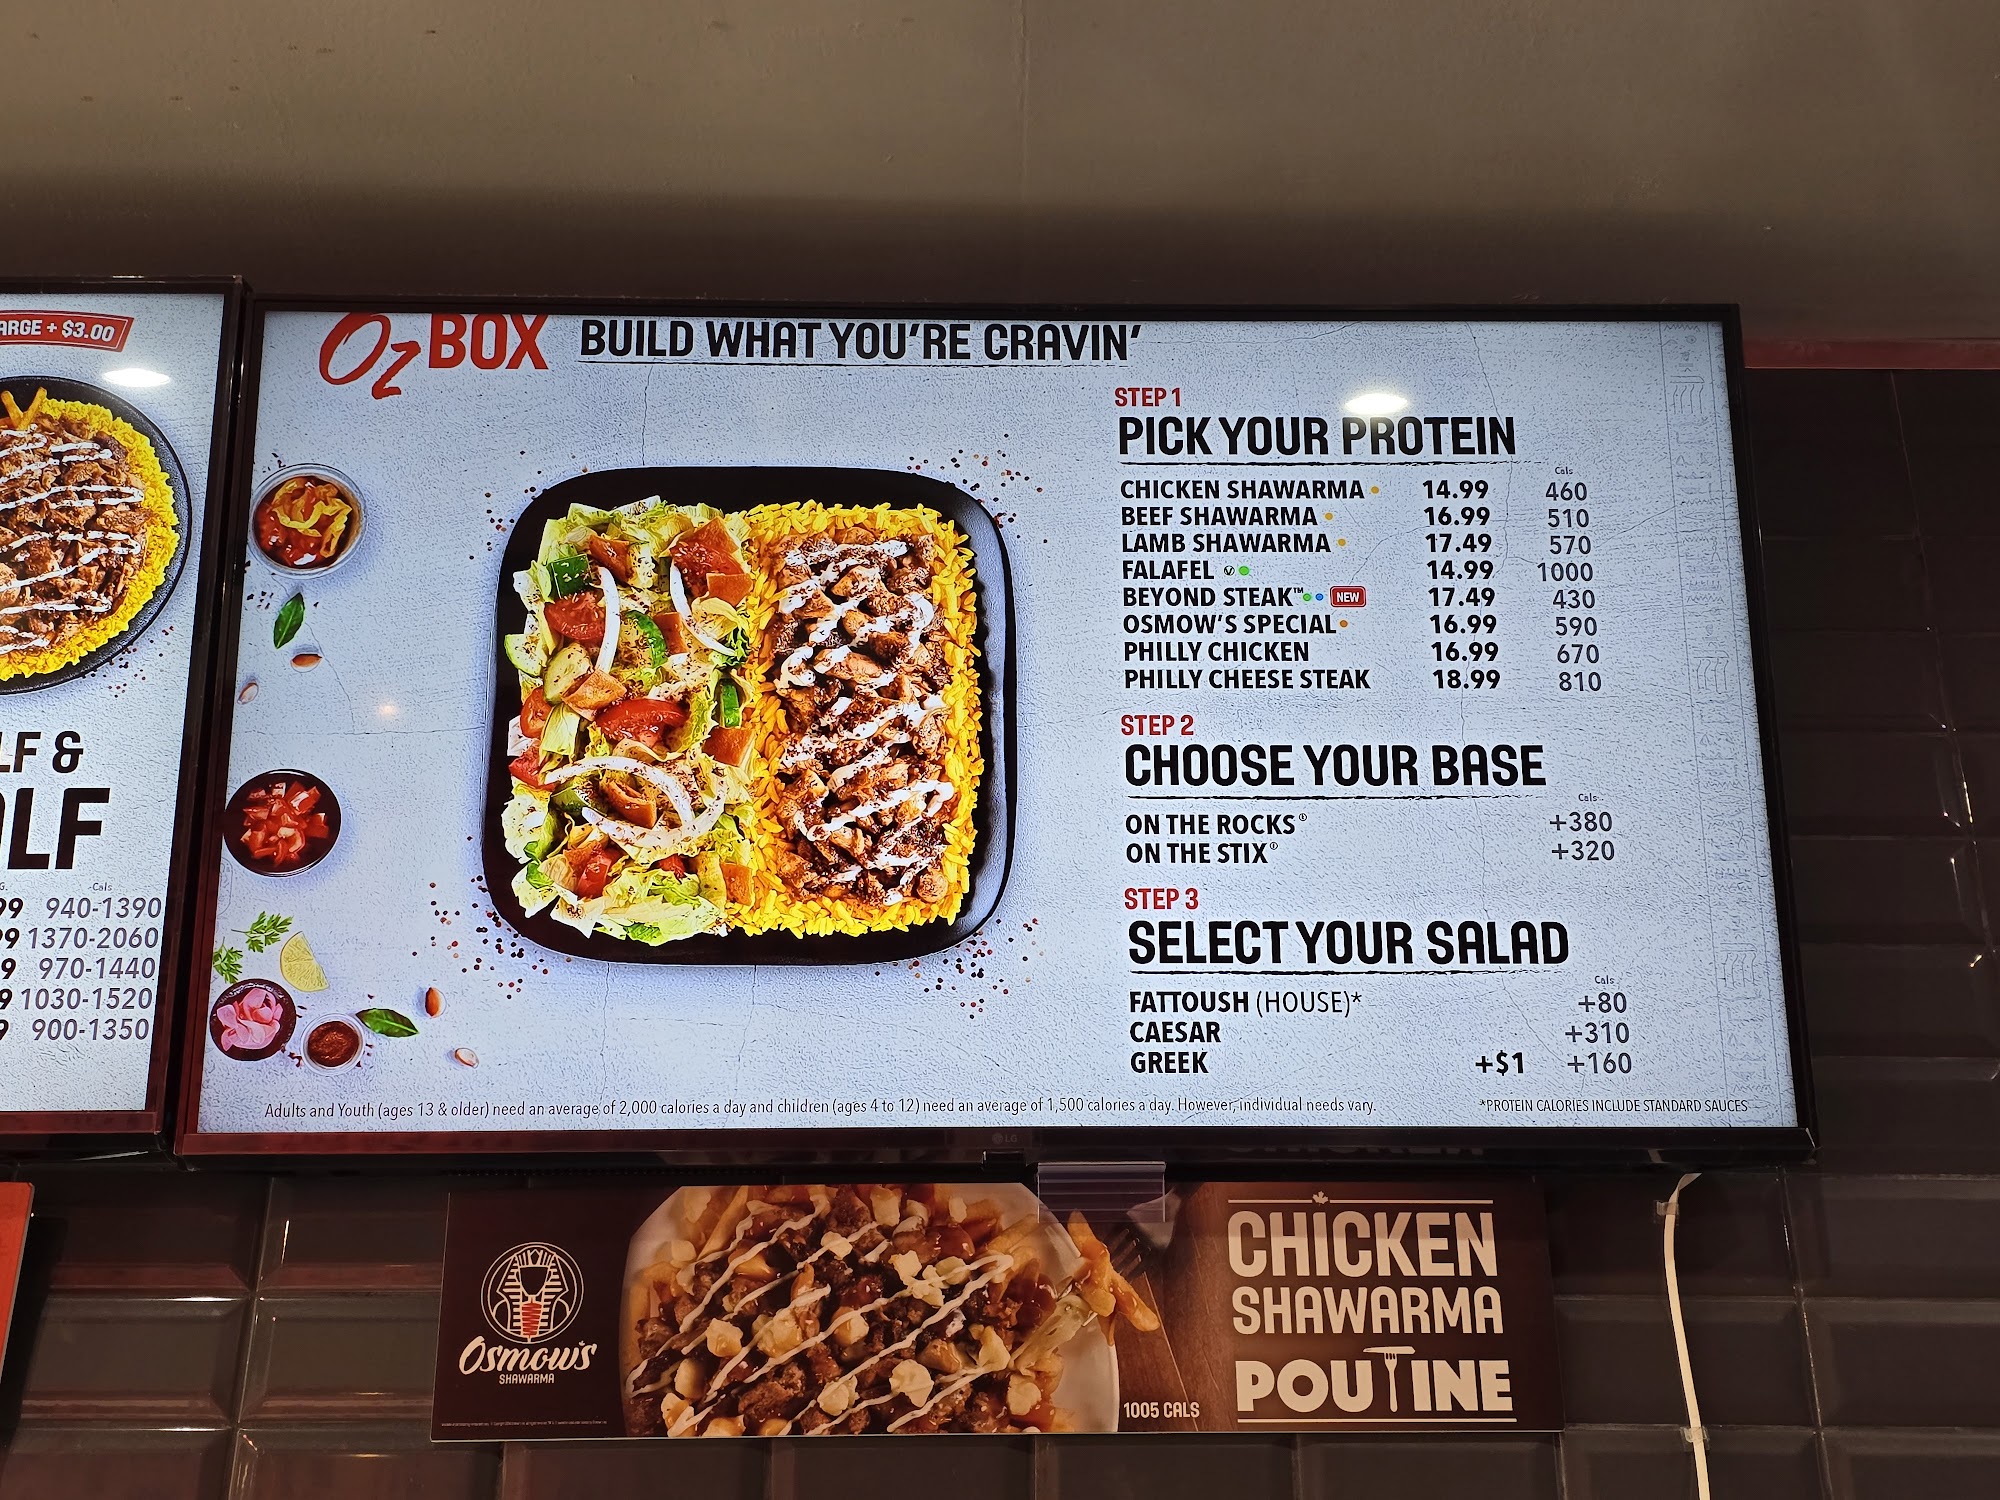 ARGE + $3.00
LF &
LF
Cals
99 940-1390
99 1370-2060
9 970-1440
9 1030-1520
9 900-1350
Oz BOX BUILD WHAT YOU'RE CRAVIN'
STEP 1
PICK YOUR PROTEIN
Cals
CHICKEN SHAWARMA 14.99 460
BEEF SHAWARMA 16.99 510
LAMB SHAWARMA 17.49 570
FALAFEL V 14.99 1000
BEYOND STEAK™ NEW 17.49 430
OSMOW'S SPECIAL 16.99 590
PHILLY CHICKEN 16.99 670
PHILLY CHEESE STEAK 18.99 810
STEP 2
CHOOSE YOUR BASE
Cals
ON THE ROCKS +380
ON THE STIX +320
STEP 3
SELECT YOUR SALAD
Cals
FATTOUSH (HOUSE)* +80
CAESAR +310
GREEK +$1 +160
Adults and Youth (ages 13 & older) need an average of 2,000 calories a day and children (ages 4 to 12) need an average of 1,500 calories a day. However, individual needs vary.
*PROTEIN CALORIES INCLUDE STANDARD SAUCES
LG
Osmow's
SHAWARMA
1005 CALS
CHICKEN
SHAWARMA
POUTINE